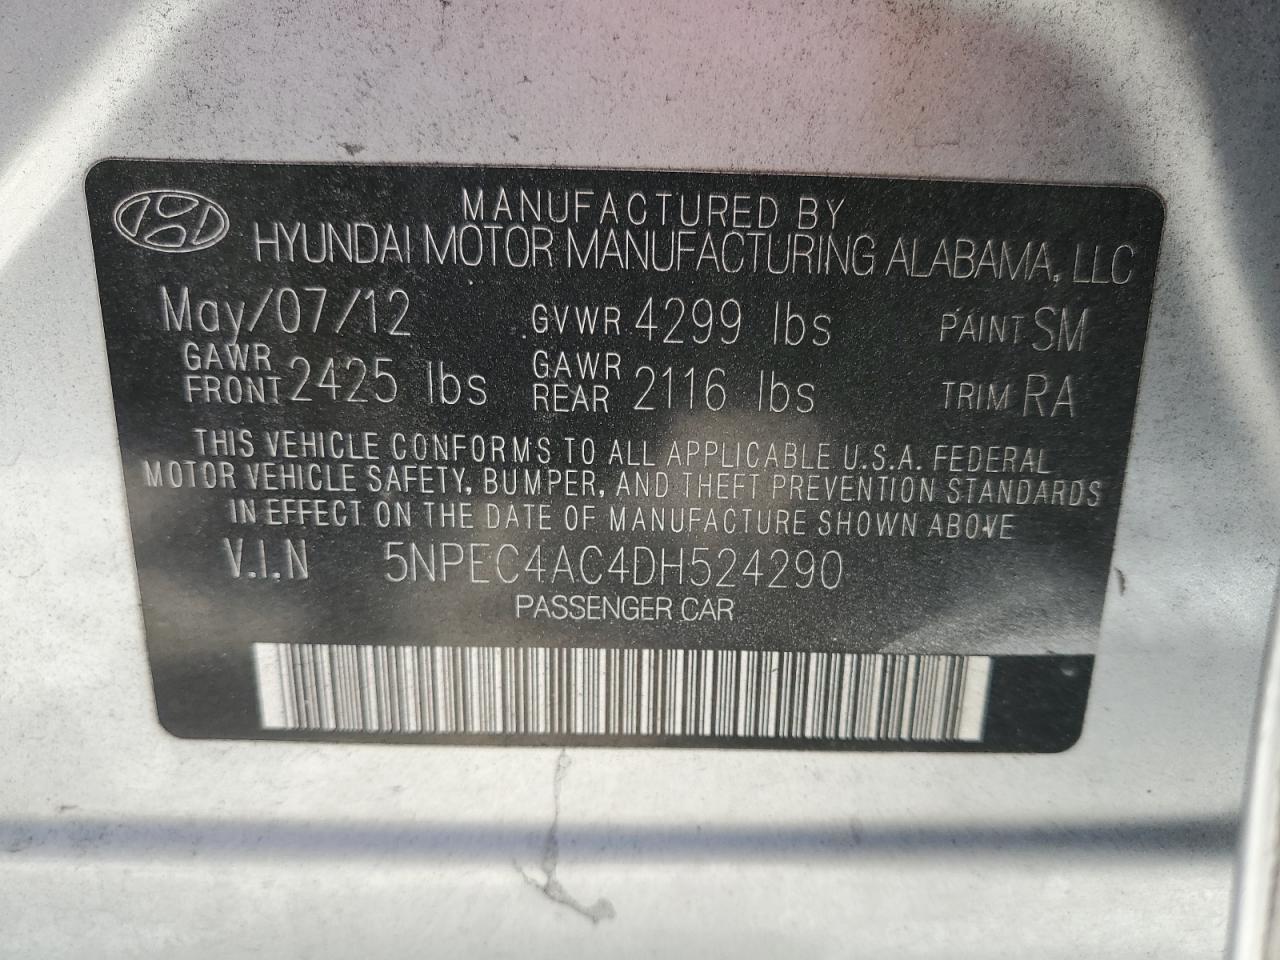 MANUFACTURED BY
HYUNDAI MOTOR MANUFACTURING ALABAMA, LLC
May/07/12 GVWR 4299 lbs PAINT SM
GAWR FRONT 2425 lbs GAWR REAR 2116 lbs TRIM RA
THIS VEHICLE CONFORMS TO ALL APPLICABLE U.S.A. FEDERAL
MOTOR VEHICLE SAFETY, BUMPER, AND THEFT PREVENTION STANDARDS
IN EFFECT ON THE DATE OF MANUFACTURE SHOWN ABOVE
V.I.N 5NPEC4AC4DH524290
PASSENGER CAR